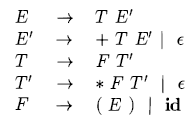 E → T E′
E′ → + T E′ | ϵ
T → F T′
T′ → * F T′ | ϵ
F → ( E ) | id